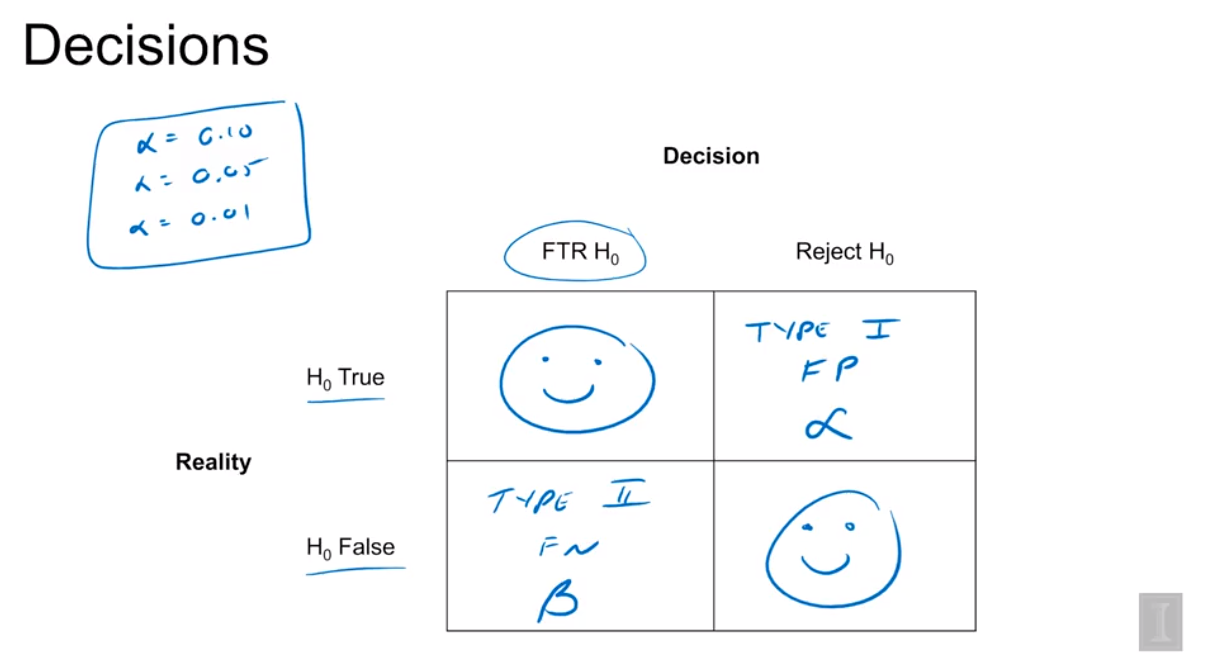 Decisions
α = 0.10
α = 0.05
α = 0.01
Decision
FTR H₀
Reject H₀
H₀ True
TYPE I
FP
α
Reality
H₀ False
TYPE II
FN
β
I